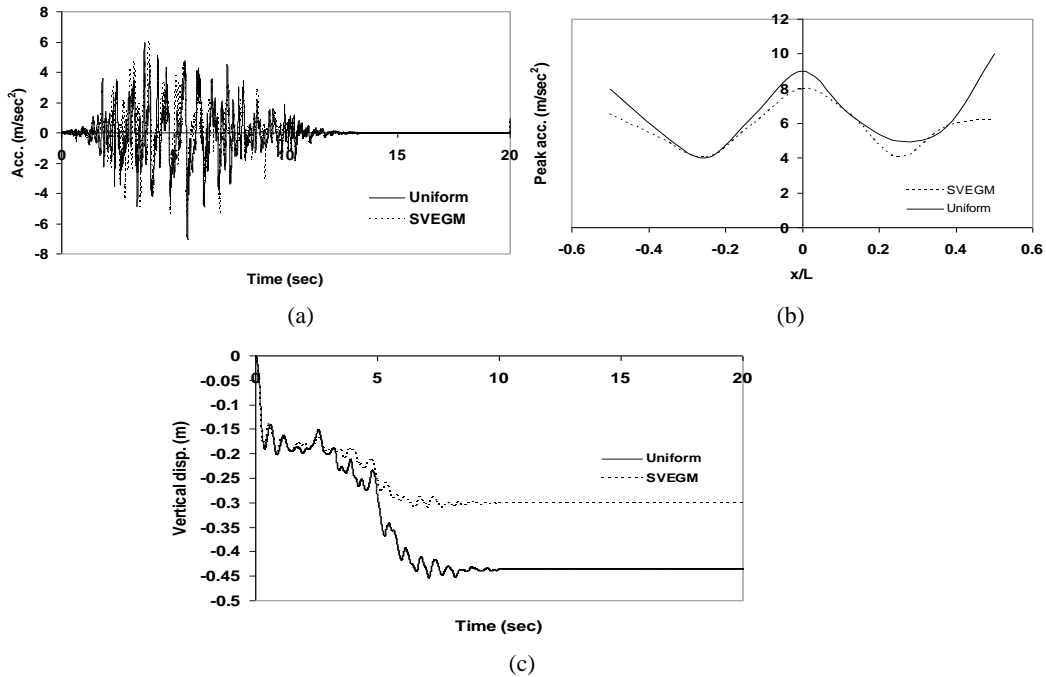 8
6
4
2
0
-2
-4
-6
-8
0
5
10
15
20
Acc. (m/sec²)
Time (sec)
Uniform
SVEGM
(a)
12
10
8
6
4
2
0
-0.6
-0.4
-0.2
0
0.2
0.4
0.6
Peak acc. (m/sec²)
x/L
SVEGM
Uniform
(b)
0
-0.05
-0.1
-0.15
-0.2
-0.25
-0.3
-0.35
-0.4
-0.45
-0.5
0
5
10
15
20
Vertical disp. (m)
Time (sec)
Uniform
SVEGM
(c)